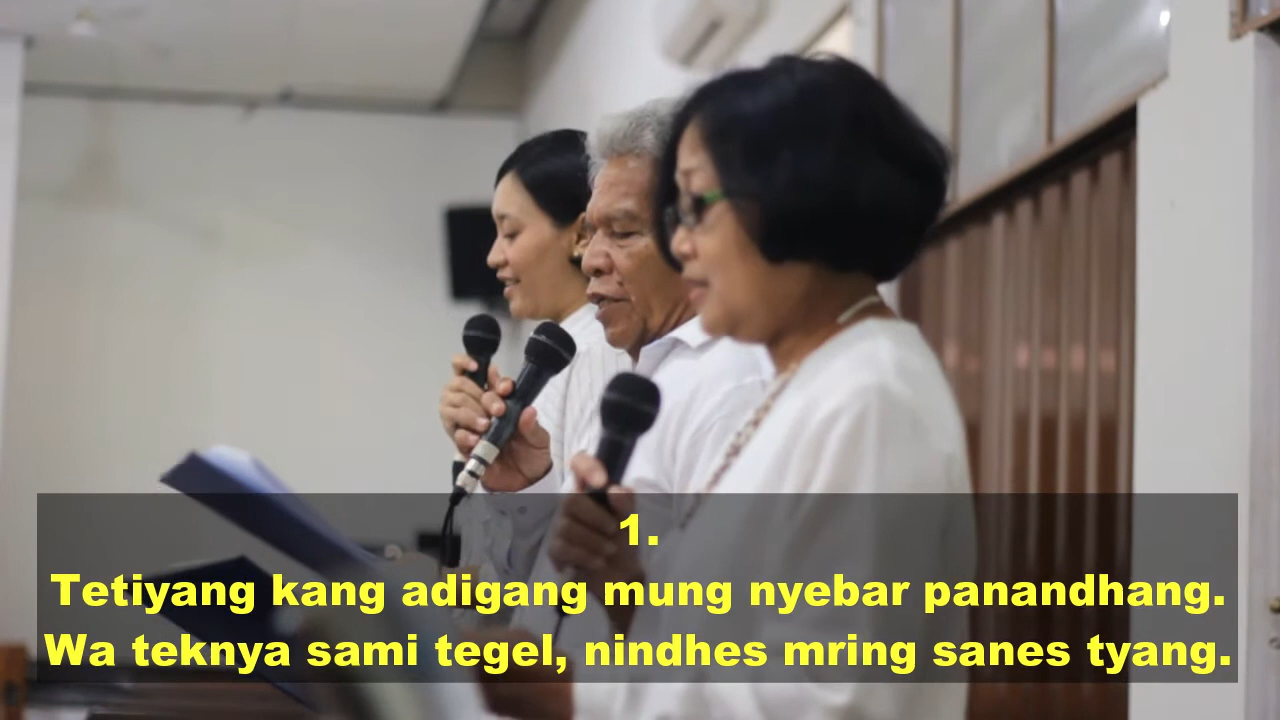 1.
Tetiyang kang adigang mung nyebar panandhang.
Wa teknya sami tegel, nindhes mring sanes tyang.